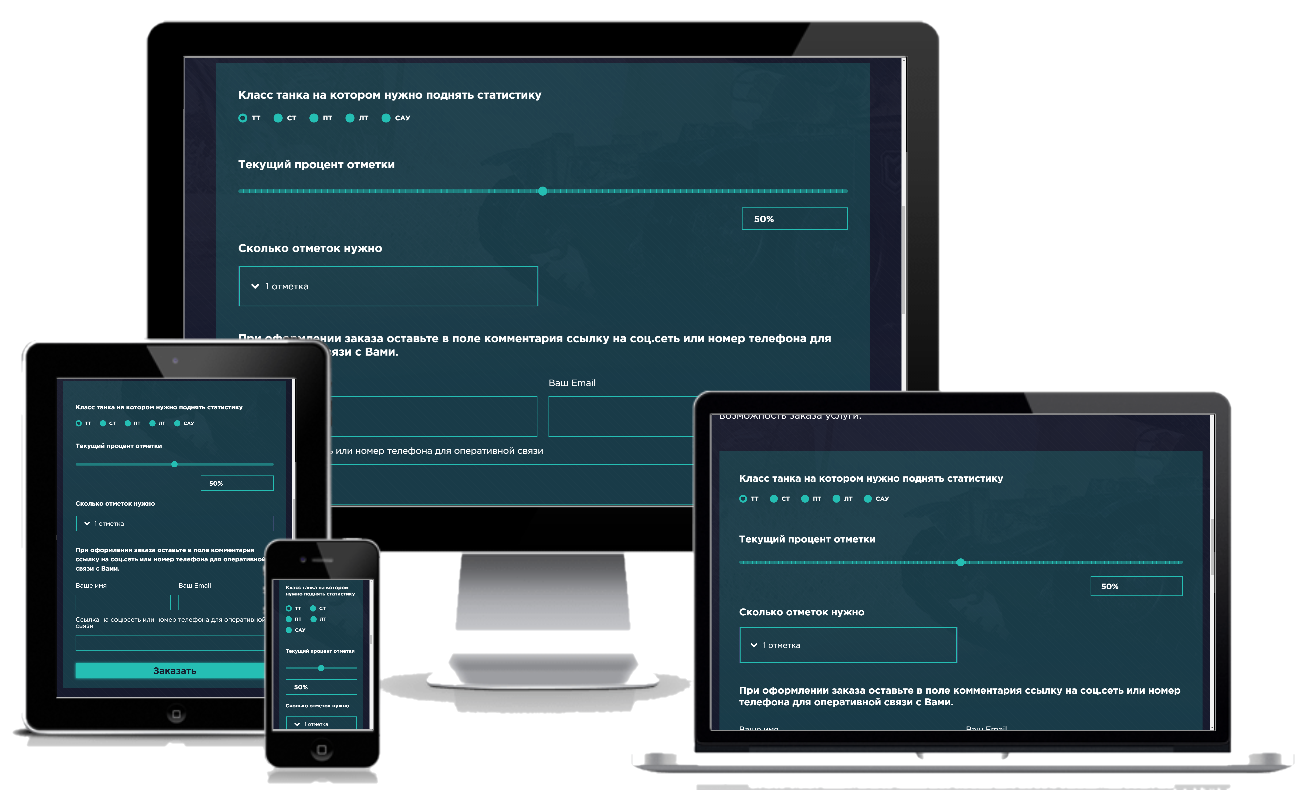 Класс танка на котором нужно поднять статистику
ТТ СТ ПТ ЛТ САУ
Текущий процент отметки
50%
Сколько отметок нужно
1 отметка
При оформлении заказа оставьте в поле комментария ссылку на соц.сеть или номер телефона для
связи с Вами.
Ваш Email
или номер телефона для оперативной связи
Класс танка на котором нужно поднять статистику
ТТ СТ ПТ ЛТ САУ
Текущий процент отметки
50%
Сколько отметок нужно
1 отметка
При оформлении заказа оставьте в поле комментария
ссылку на соц.сеть или номер телефона для оперативной
связи с Вами.
Ваше имя Ваш Email
Ссылка на соц.сеть или номер телефона для оперативной
связи
Заказать
Класс танка на котором
нужно поднять статистику
ТТ СТ
ПТ ЛТ
САУ
Текущий процент отметки
50%
Сколько отметок нужно
1 отметка
возможность заказа услуги.
Класс танка на котором нужно поднять статистику
ТТ СТ ПТ ЛТ САУ
Текущий процент отметки
50%
Сколько отметок нужно
1 отметка
При оформлении заказа оставьте в поле комментария ссылку на соц.сеть или номер
телефона для оперативной связи с Вами.
Ваше имя Ваш Email